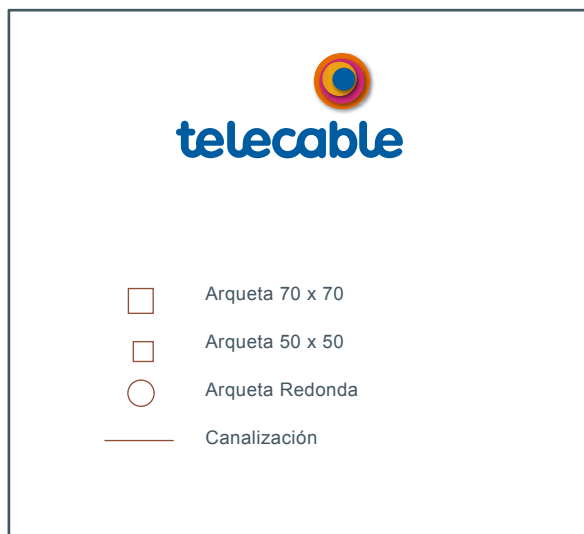 telecable
Arqueta 70 x 70
Arqueta 50 x 50
Arqueta Redonda
Canalización